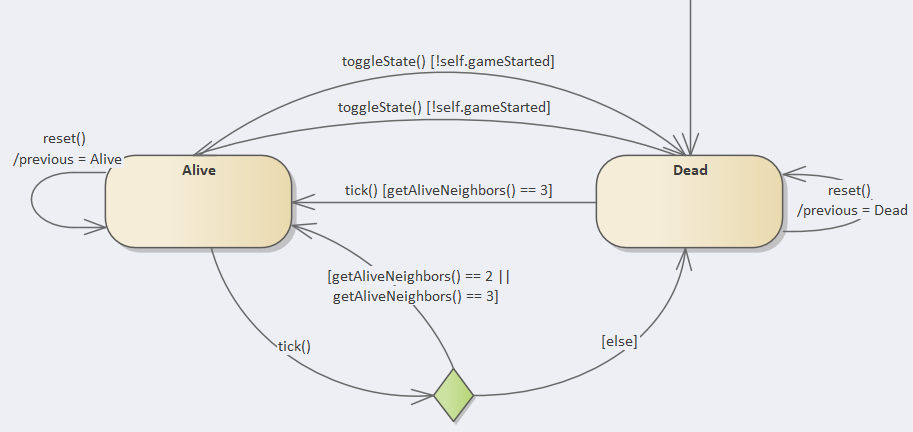 toggleState() [!self.gameStarted]
toggleState() [!self.gameStarted]
reset()
/previous = Alive
Alive
Dead
tick() [getAliveNeighbors() == 3]
reset()
/previous = Dead
[getAliveNeighbors() == 2 ||
getAliveNeighbors() == 3]
tick()
[else]